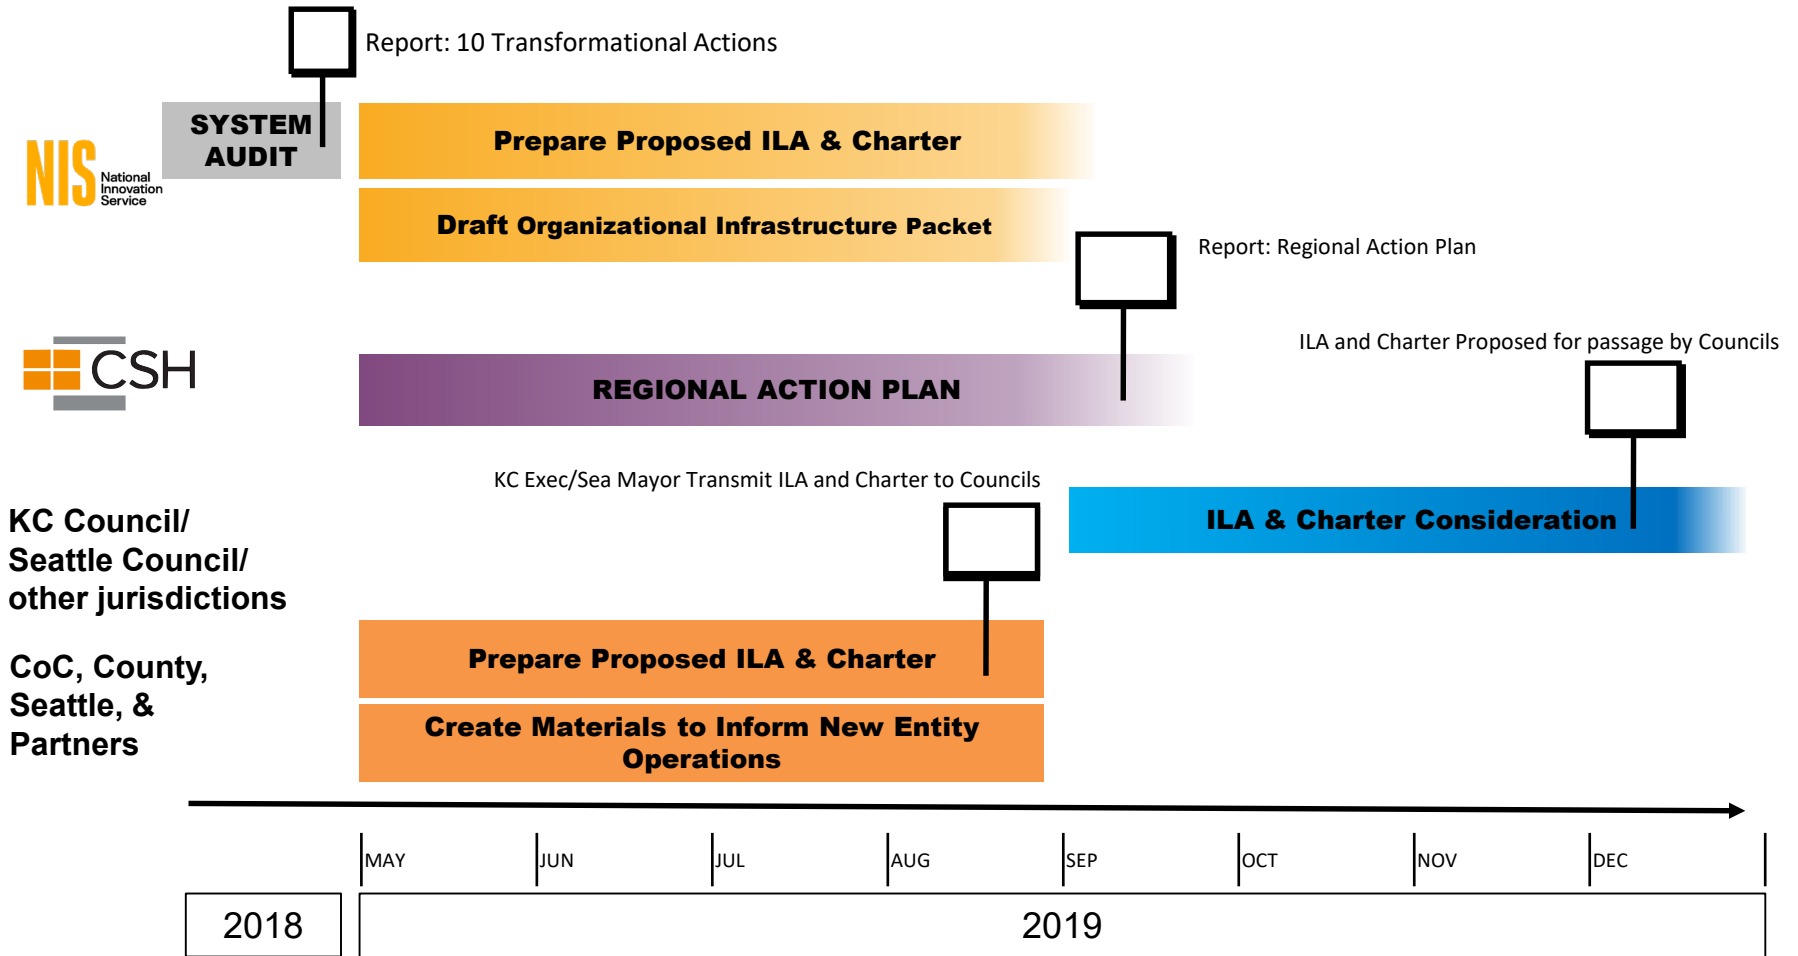 Report: 10 Transformational Actions
SYSTEM
AUDIT
Prepare Proposed ILA & Charter
NIS
National
Innovation
Service
Draft Organizational Infrastructure Packet
Report: Regional Action Plan
ILA and Charter Proposed for passage by Councils
CSH
REGIONAL ACTION PLAN
KC Exec/Sea Mayor Transmit ILA and Charter to Councils
KC Council/
Seattle Council/
other jurisdictions
ILA & Charter Consideration
CoC, County,
Seattle, &
Partners
Prepare Proposed ILA & Charter
Create Materials to Inform New Entity
Operations
MAY JUN JUL AUG SEP OCT NOV DEC
2018 2019